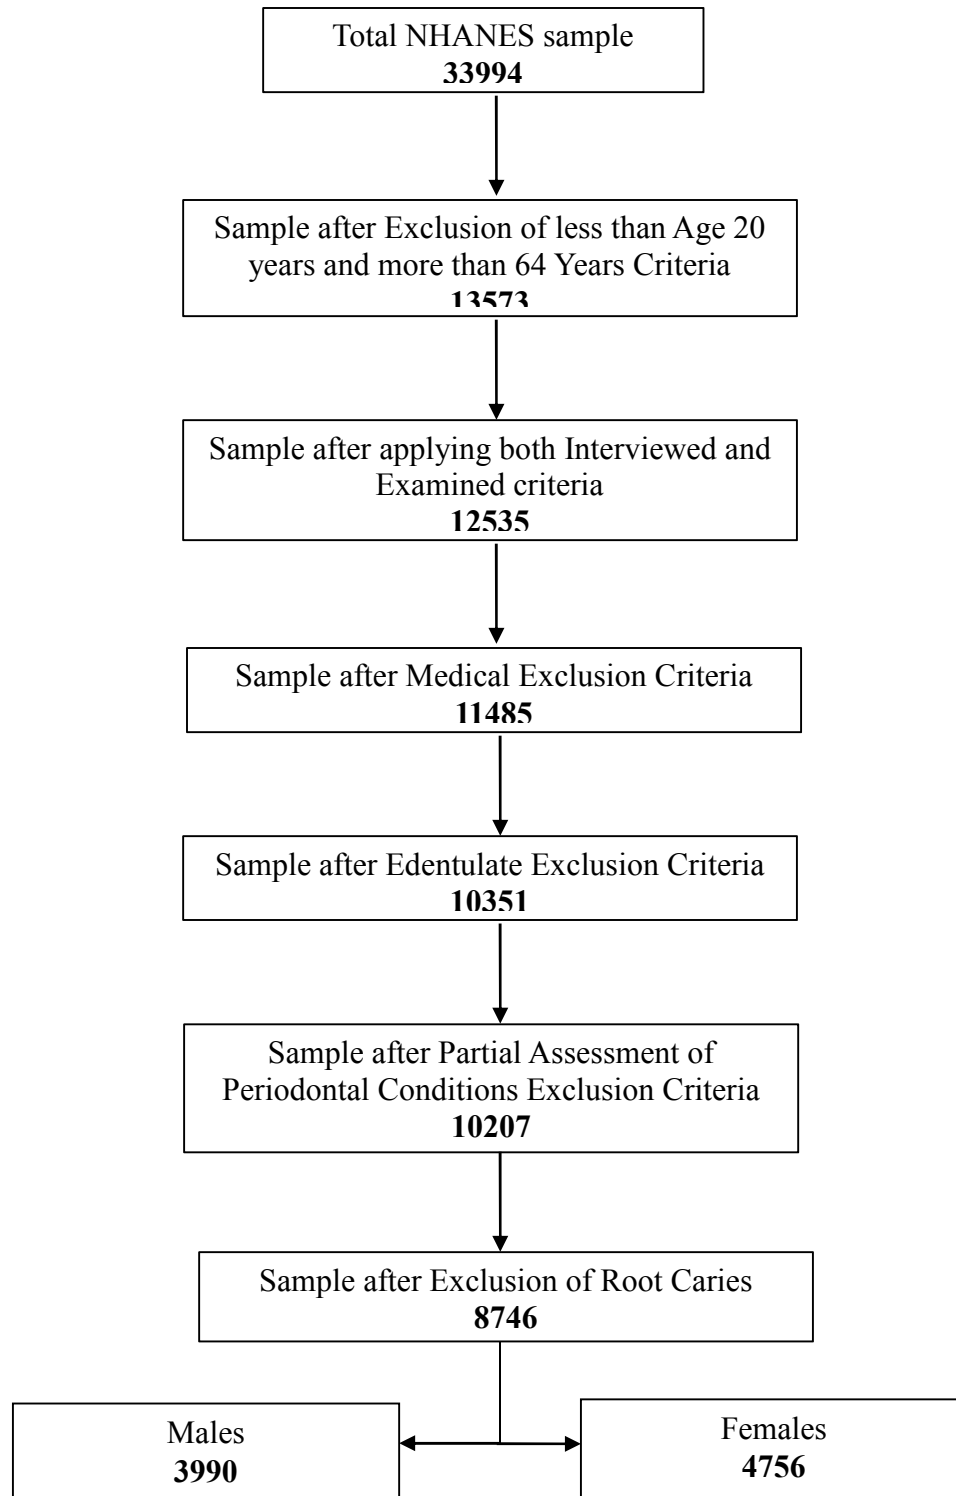 Total NHANES sample
33994
Sample after Exclusion of less than Age 20
years and more than 64 Years Criteria
13573
Sample after applying both Interviewed and
Examined criteria
12535
Sample after Medical Exclusion Criteria
11485
Sample after Edentulate Exclusion Criteria
10351
Sample after Partial Assessment of
Periodontal Conditions Exclusion Criteria
10207
Sample after Exclusion of Root Caries
8746
Males
3990
Females
4756